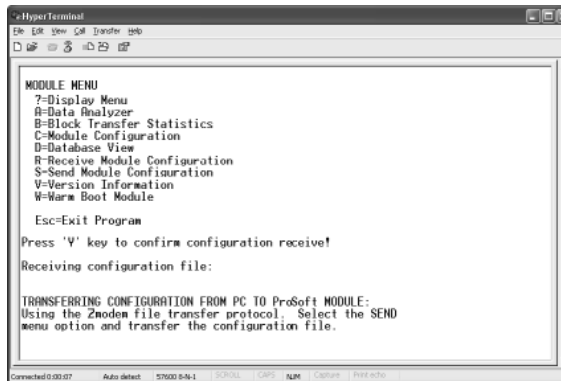 HyperTerminal
File Edit View Call Transfer Help
MODULE MENU
?=Display Menu
A=Data Analyzer
B=Block Transfer Statistics
C=Module Configuration
D=Database View
R=Receive Module Configuration
S=Send Module Configuration
V=Version Information
W=Warm Boot Module
Esc=Exit Program
Press 'Y' key to confirm configuration receive!
Receiving configuration file:
TRANSFERRING CONFIGURATION FROM PC TO ProSoft MODULE:
Using the Zmodem file transfer protocol. Select the SEND
menu option and transfer the configuration file.
Connected 0:00:07 Auto detect 57600 8-N-1 SCROLL CAPS NUM Capture Print echo